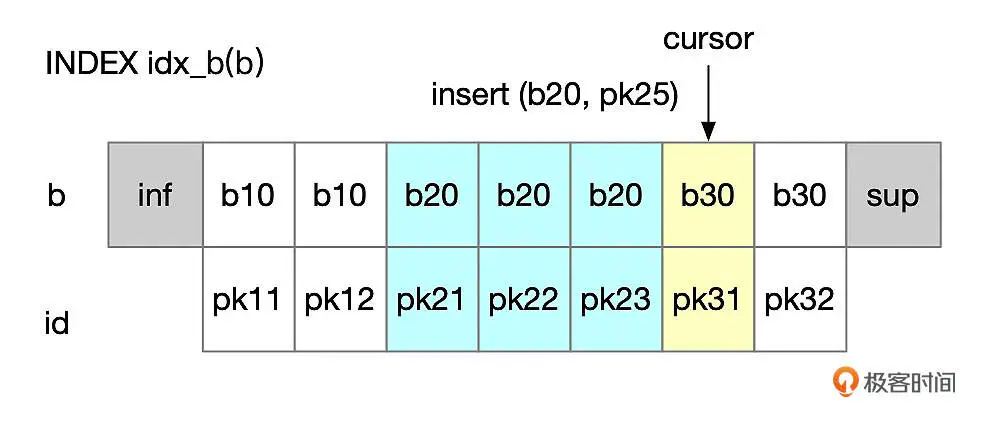 cursor
INDEX idx_b(b)
insert (b20, pk25)
b inf b10 b10 b20 b20 b20 b30 b30 sup
id pk11 pk12 pk21 pk22 pk23 pk31 pk32
极客时间